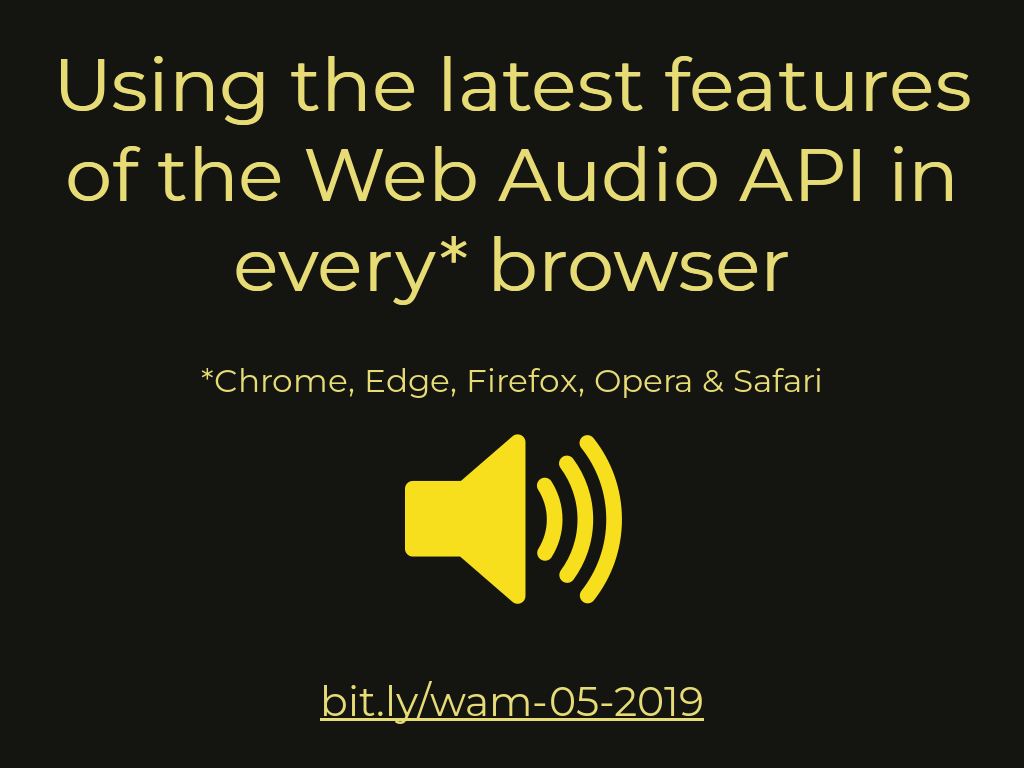 Using the latest features
of the Web Audio API in
every* browser
*Chrome, Edge, Firefox, Opera & Safari
bit.ly/wam-05-2019